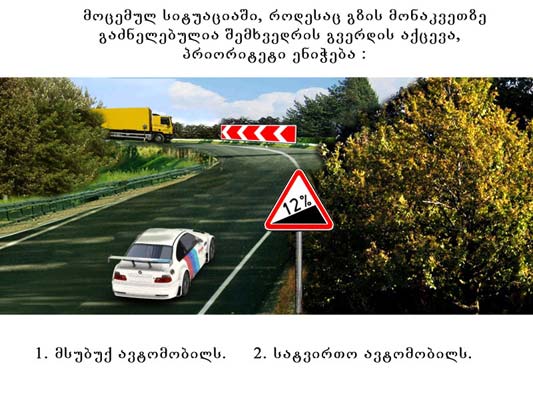 მოცემულ სიტუაციაში, როდესაც გზის მონაკვეთზე
გაძნელებულია შემხვედრის გვერდის აქცევა,
პრიორიტეტი ენიჭება :
12%
1. მსუბუქ ავტომობილს. 2. სატვირთო ავტომობილს.